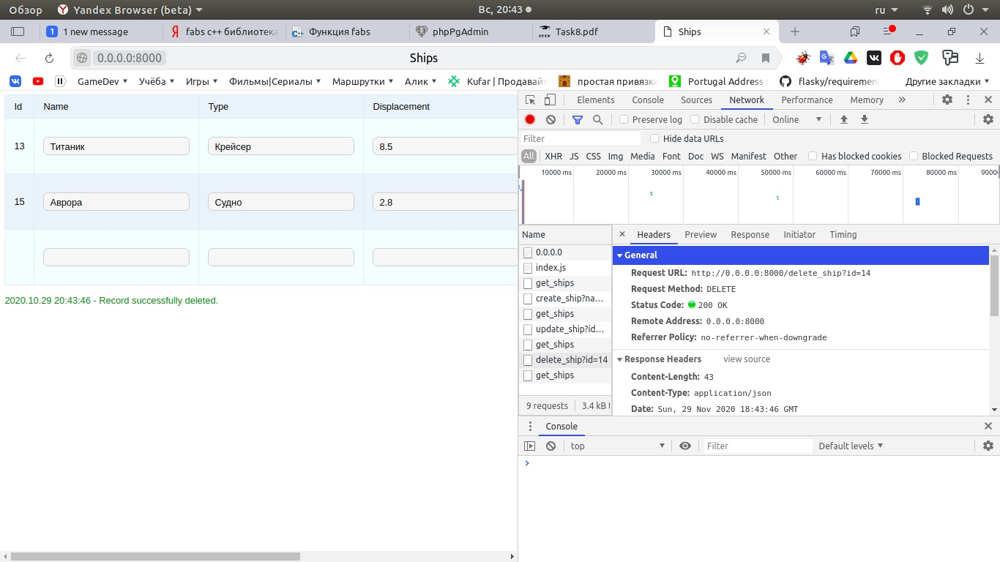 Обзор Yandex Browser (beta) Вс, 20:43 ru
1 1 new message fabs c++ библиотека Функция fabs phpPgAdmin Task8.pdf Ships
0.0.0.0:8000 Ships
GameDev Учёба Игры Фильмы|Сериалы Маршрутки Алик Kufar | Продавайт простая привязка Portugal Address flasky/requiremen Другие закладки
Id Name Type Displacement
13 Титаник Крейсер 8.5
15 Аврора Судно 2.8
2020.10.29 20:43:46 - Record successfully deleted.
Elements Console Sources Network Performance Memory »
Preserve log Disable cache Online
Filter Hide data URLs
All XHR JS CSS Img Media Font Doc WS Manifest Other Has blocked cookies Blocked Requests
10000 ms 20000 ms 30000 ms 40000 ms 50000 ms 60000 ms 70000 ms 80000 ms 9000
Name
0.0.0.0
index.js
get_ships
create_ship?na…
get_ships
update_ship?id…
get_ships
delete_ship?id=14
get_ships
9 requests 3.4 kB
Headers Preview Response Initiator Timing
General
Request URL: http://0.0.0.0:8000/delete_ship?id=14
Request Method: DELETE
Status Code: 200 OK
Remote Address: 0.0.0.0:8000
Referrer Policy: no-referrer-when-downgrade
Response Headers view source
Content-Length: 43
Content-Type: application/json
Date: Sun, 29 Nov 2020 18:43:46 GMT
Console
top Filter Default levels